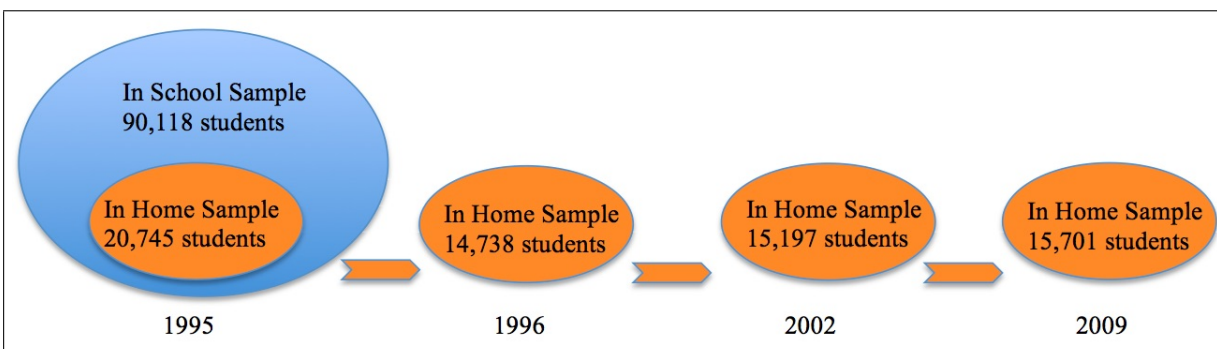 In School Sample
90,118 students
In Home Sample
20,745 students
In Home Sample
14,738 students
In Home Sample
15,197 students
In Home Sample
15,701 students
1995
1996
2002
2009